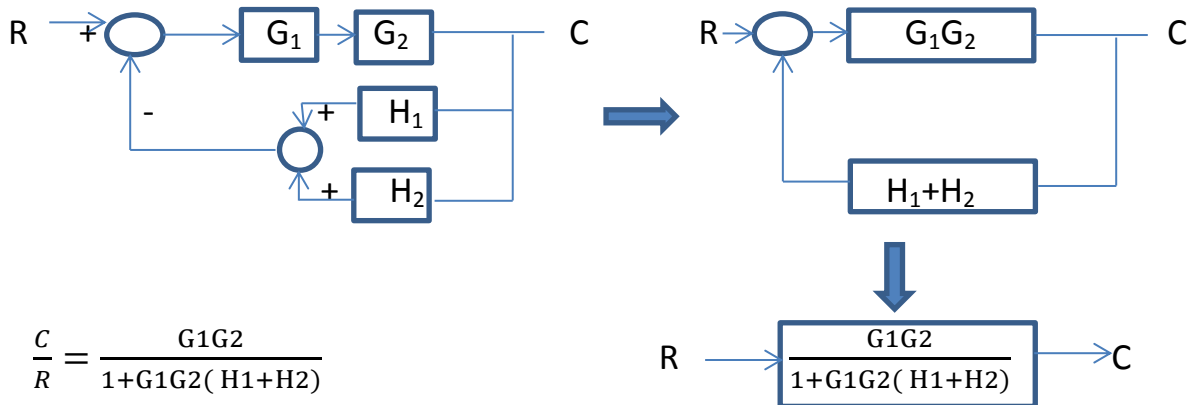 R + G₁ G₂ C
- + H₁
+ H₂
R G₁G₂ C
H₁+H₂
C/R = G1G2/(1+G1G2( H1+H2))
R G1G2/(1+G1G2( H1+H2)) C